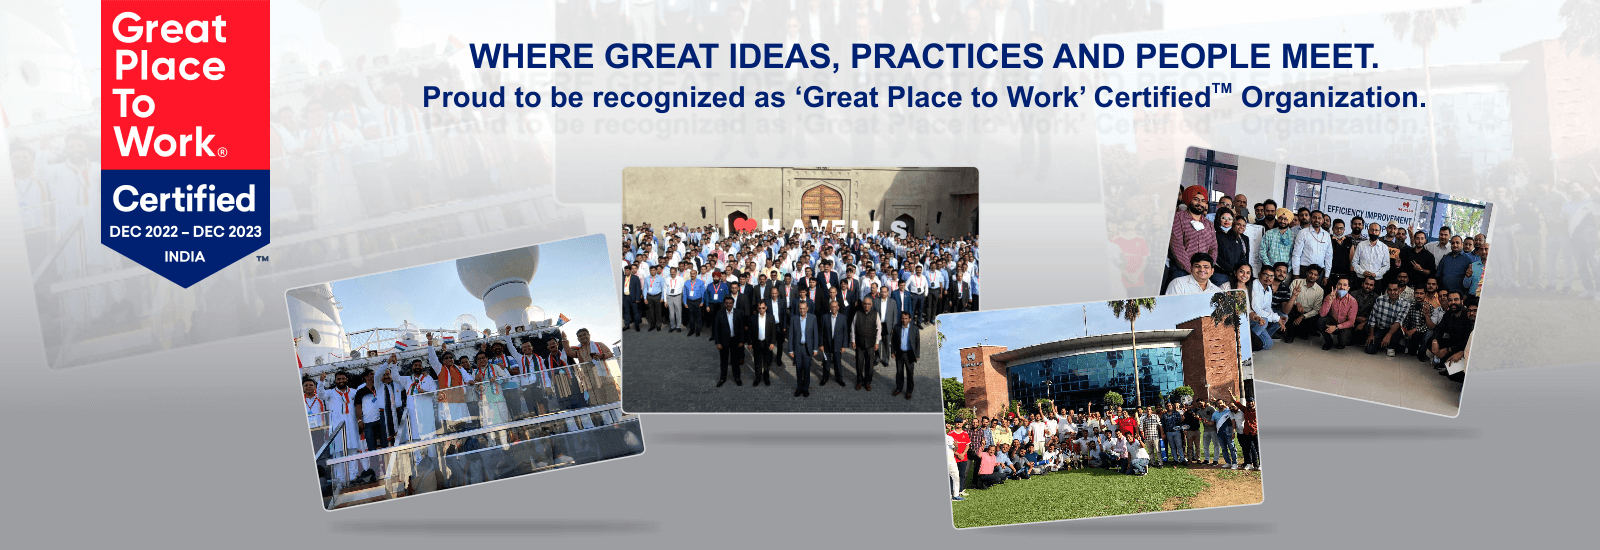 Great
Place
To
Work®
Certified
DEC 2022 – DEC 2023
INDIA
™
WHERE GREAT IDEAS, PRACTICES AND PEOPLE MEET.
Proud to be recognized as ‘Great Place to Work’ Certified™ Organization.
I HAVELLS
EFFICIENCY IMPROVEMENT